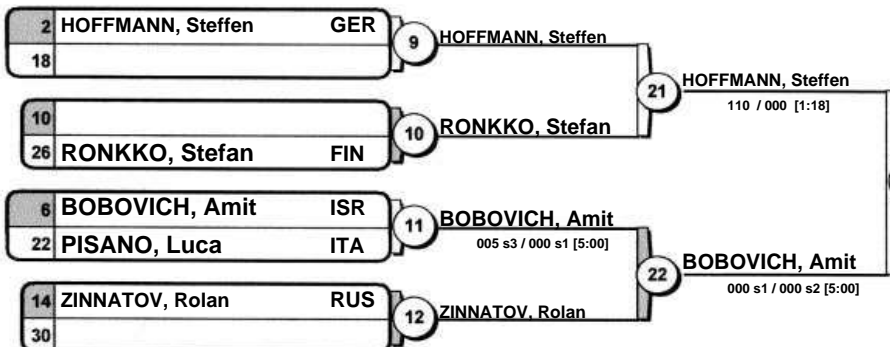 2 HOFFMANN, Steffen GER
18
9
HOFFMANN, Steffen
10
26 RONKKO, Stefan FIN
10
RONKKO, Stefan
21
HOFFMANN, Steffen
110 / 000 [1:18]
6 BOBOVICH, Amit ISR
22 PISANO, Luca ITA
11
BOBOVICH, Amit
005 s3 / 000 s1 [5:00]
14 ZINNATOV, Rolan RUS
30
12
ZINNATOV, Rolan
22
BOBOVICH, Amit
000 s1 / 000 s2 [5:00]